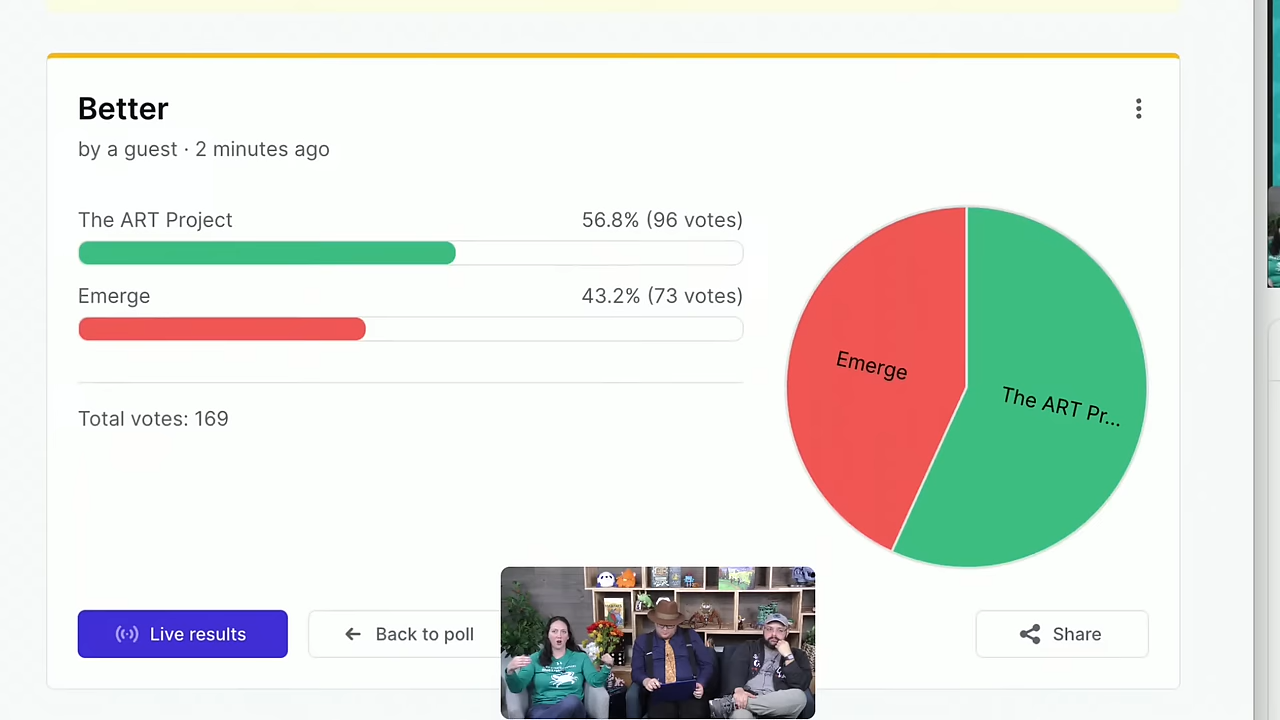 Better
by a guest · 2 minutes ago
The ART Project
56.8% (96 votes)
Emerge
43.2% (73 votes)
Total votes: 169
Emerge
The ART Pr...
Live results
Back to poll
Share